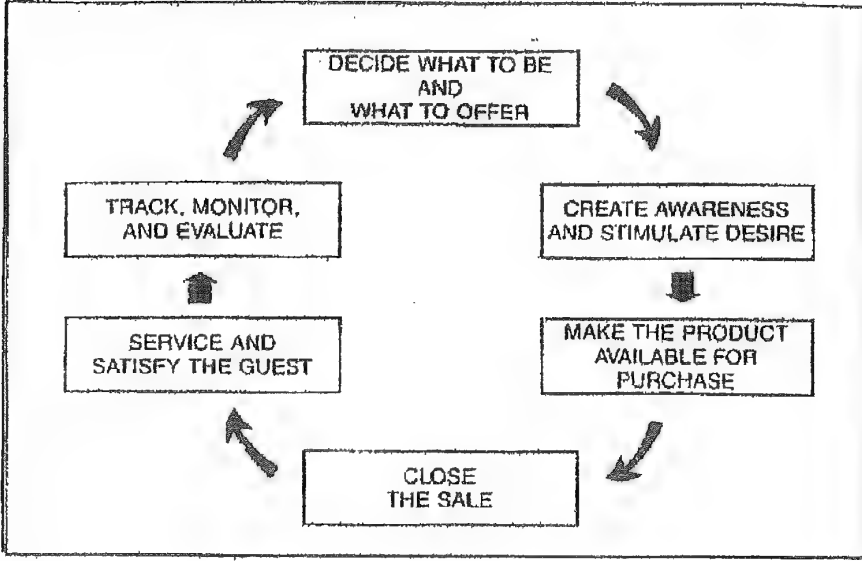 DECIDE WHAT TO BE
AND
WHAT TO OFFER
CREATE AWARENESS
AND STIMULATE DESIRE
MAKE THE PRODUCT
AVAILABLE FOR
PURCHASE
CLOSE
THE SALE
SERVICE AND
SATISFY THE GUEST
TRACK, MONITOR,
AND EVALUATE